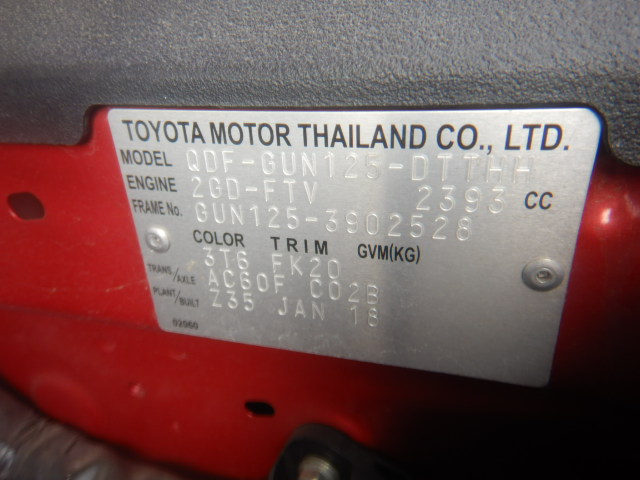 TOYOTA MOTOR THAILAND CO., LTD.
MODEL QDF-GUN125-DTTHH
ENGINE 2GD-FTV 2393 CC
FRAME No. GUN125-3902528
COLOR TRIM GVM(KG)
3T6 FK20
TRANS/AXLE AC60F C02B
PLANT/BUILT Z35 JAN 18
02060